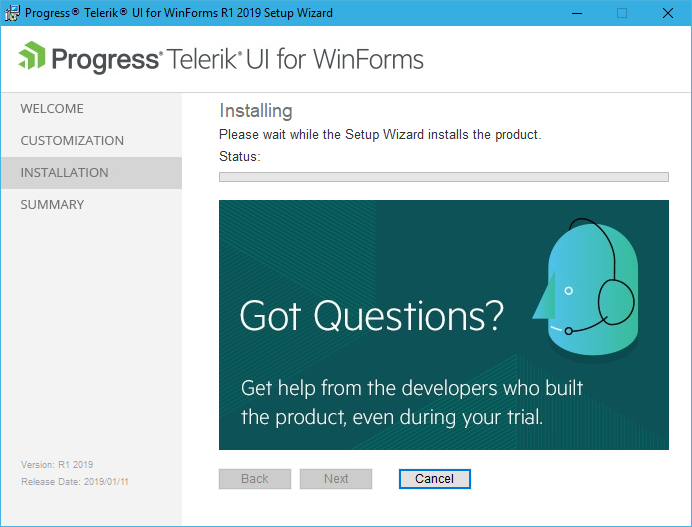 Progress® Telerik® UI for WinForms R1 2019 Setup Wizard
Progress® Telerik® UI for WinForms
WELCOME
CUSTOMIZATION
INSTALLATION
SUMMARY
Installing
Please wait while the Setup Wizard installs the product.
Status:
Got Questions?
Get help from the developers who built
the product, even during your trial.
Version: R1 2019
Release Date: 2019/01/11
Back Next Cancel